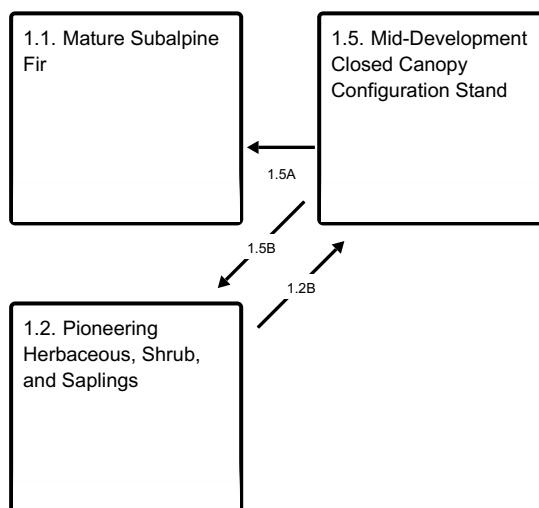 1.1. Mature Subalpine
Fir
1.5. Mid-Development
Closed Canopy
Configuration Stand
1.5A
1.5B
1.2B
1.2. Pioneering
Herbaceous, Shrub,
and Saplings